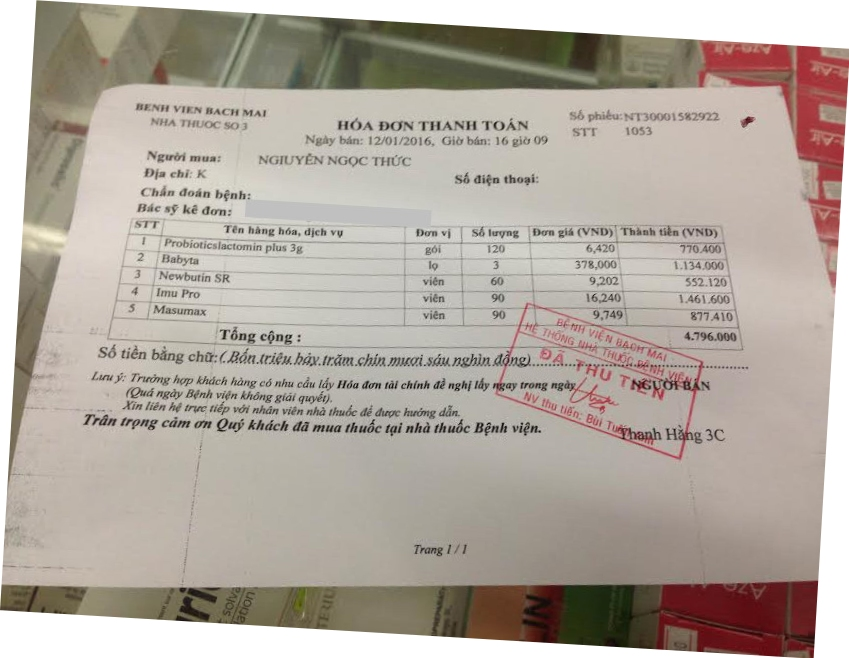 BENH VIEN BACH MAI
NHA THUOC SO 3
HÓA ĐƠN THANH TOÁN
Ngày bán: 12/01/2016, Giờ bán: 16 giờ 09
Số phiếu: NT30001582922
STT 1053
Người mua: NGIUYỄN NGỌC THỨC
Địa chỉ: K
Số điện thoại:
Chẩn đoán bệnh:
Bác sỹ kê đơn:
STT Tên hàng hóa, dịch vụ Đơn vị Số lượng Đơn giá (VND) Thành tiền (VND)
1 Probioticslactomin plus 3g gói 120 6,420 770.400
2 Babyta lọ 3 378,000 1.134.000
3 Newbutin SR viên 60 9,202 552.120
4 Imu Pro viên 90 16,240 1.461.600
5 Masumax viên 90 9,749 877.410
Tổng cộng : 4.796.000
Số tiền bằng chữ: ( Bốn triệu bảy trăm chín mươi sáu nghìn đồng)
Lưu ý: Trường hợp khách hàng có nhu cầu lấy Hóa đơn tài chính đề nghị lấy ngay trong ngày
(Quá ngày Bệnh viện không giải quyết).
Xin liên hệ trực tiếp với nhân viên nhà thuốc để được hướng dẫn.
Trân trọng cảm ơn Quý khách đã mua thuốc tại nhà thuốc Bệnh viện.
NGƯỜI BÁN
Thanh Hằng 3C
BỆNH VIỆN BẠCH MAI
HỆ THỐNG NHÀ THUỐC BỆNH VIỆN
ĐÃ THU TIỀN
NV thu tiền: Bùi
Trang 1 / 1